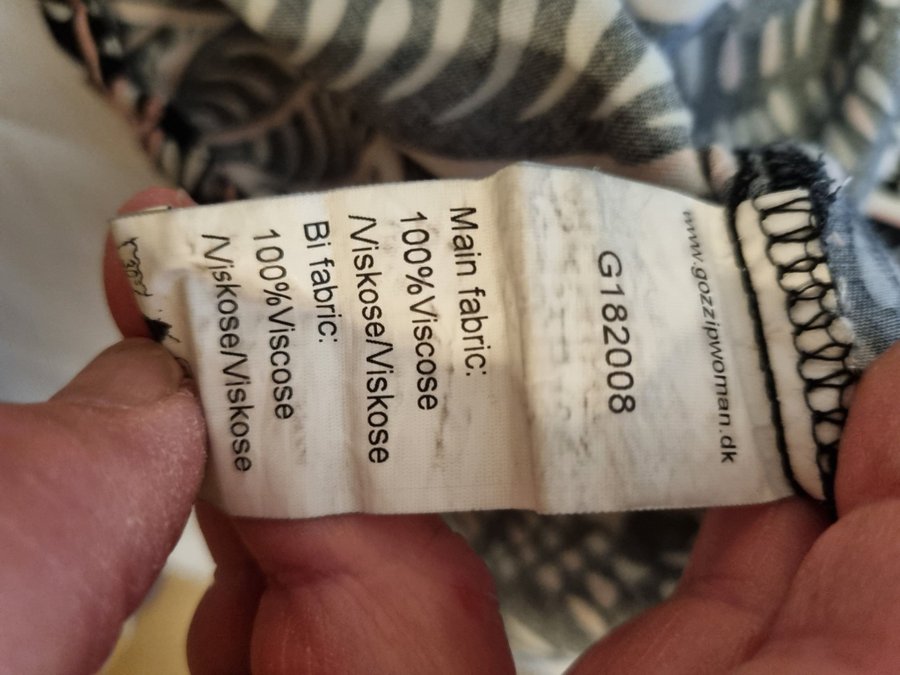 www.gozzipwoman.dk
G182008
Main fabric:
100%Viscose
/Viskose/Viskose
Bi fabric:
100%Viscose
/Viskose/Viskose